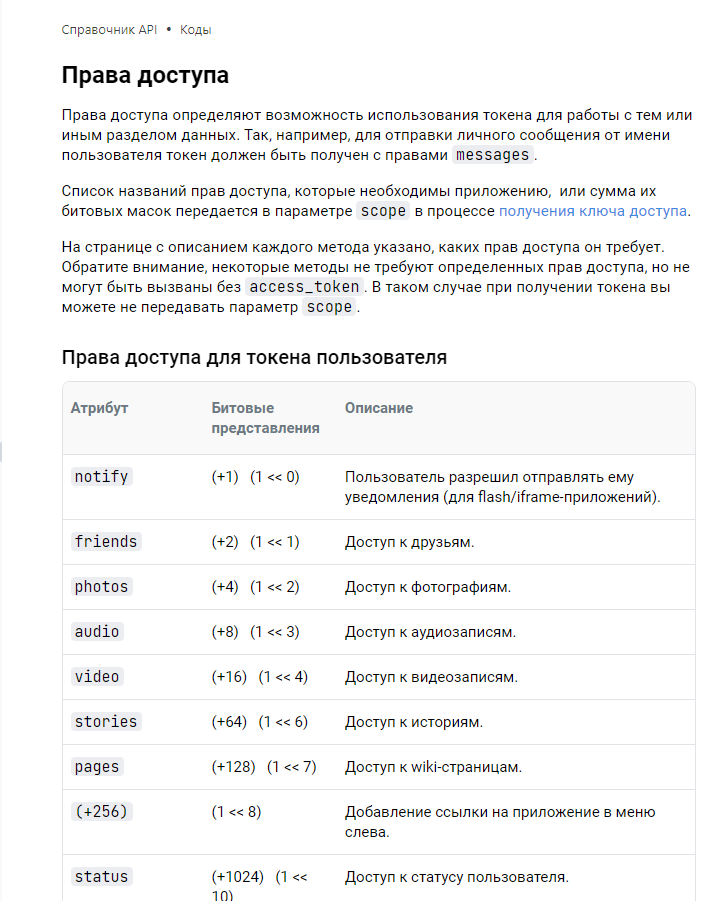 Справочник API • Коды
Права доступа
Права доступа определяют возможность использования токена для работы с тем или
иным разделом данных. Так, например, для отправки личного сообщения от имени
пользователя токен должен быть получен с правами messages.
Список названий прав доступа, которые необходимы приложению, или сумма их
битовых масок передается в параметре scope в процессе получения ключа доступа.
На странице с описанием каждого метода указано, каких прав доступа он требует.
Обратите внимание, некоторые методы не требуют определенных прав доступа, но не
могут быть вызваны без access_token. В таком случае при получении токена вы
можете не передавать параметр scope.
Права доступа для токена пользователя
Атрибут Битовые Описание
представления
notify (+1) (1 << 0) Пользователь разрешил отправлять ему
уведомления (для flash/iframe-приложений).
friends (+2) (1 << 1) Доступ к друзьям.
photos (+4) (1 << 2) Доступ к фотографиям.
audio (+8) (1 << 3) Доступ к аудиозаписям.
video (+16) (1 << 4) Доступ к видеозаписям.
stories (+64) (1 << 6) Доступ к историям.
pages (+128) (1 << 7) Доступ к wiki-страницам.
(+256) (1 << 8) Добавление ссылки на приложение в меню
слева.
status (+1024) (1 << Доступ к статусу пользователя.
10)